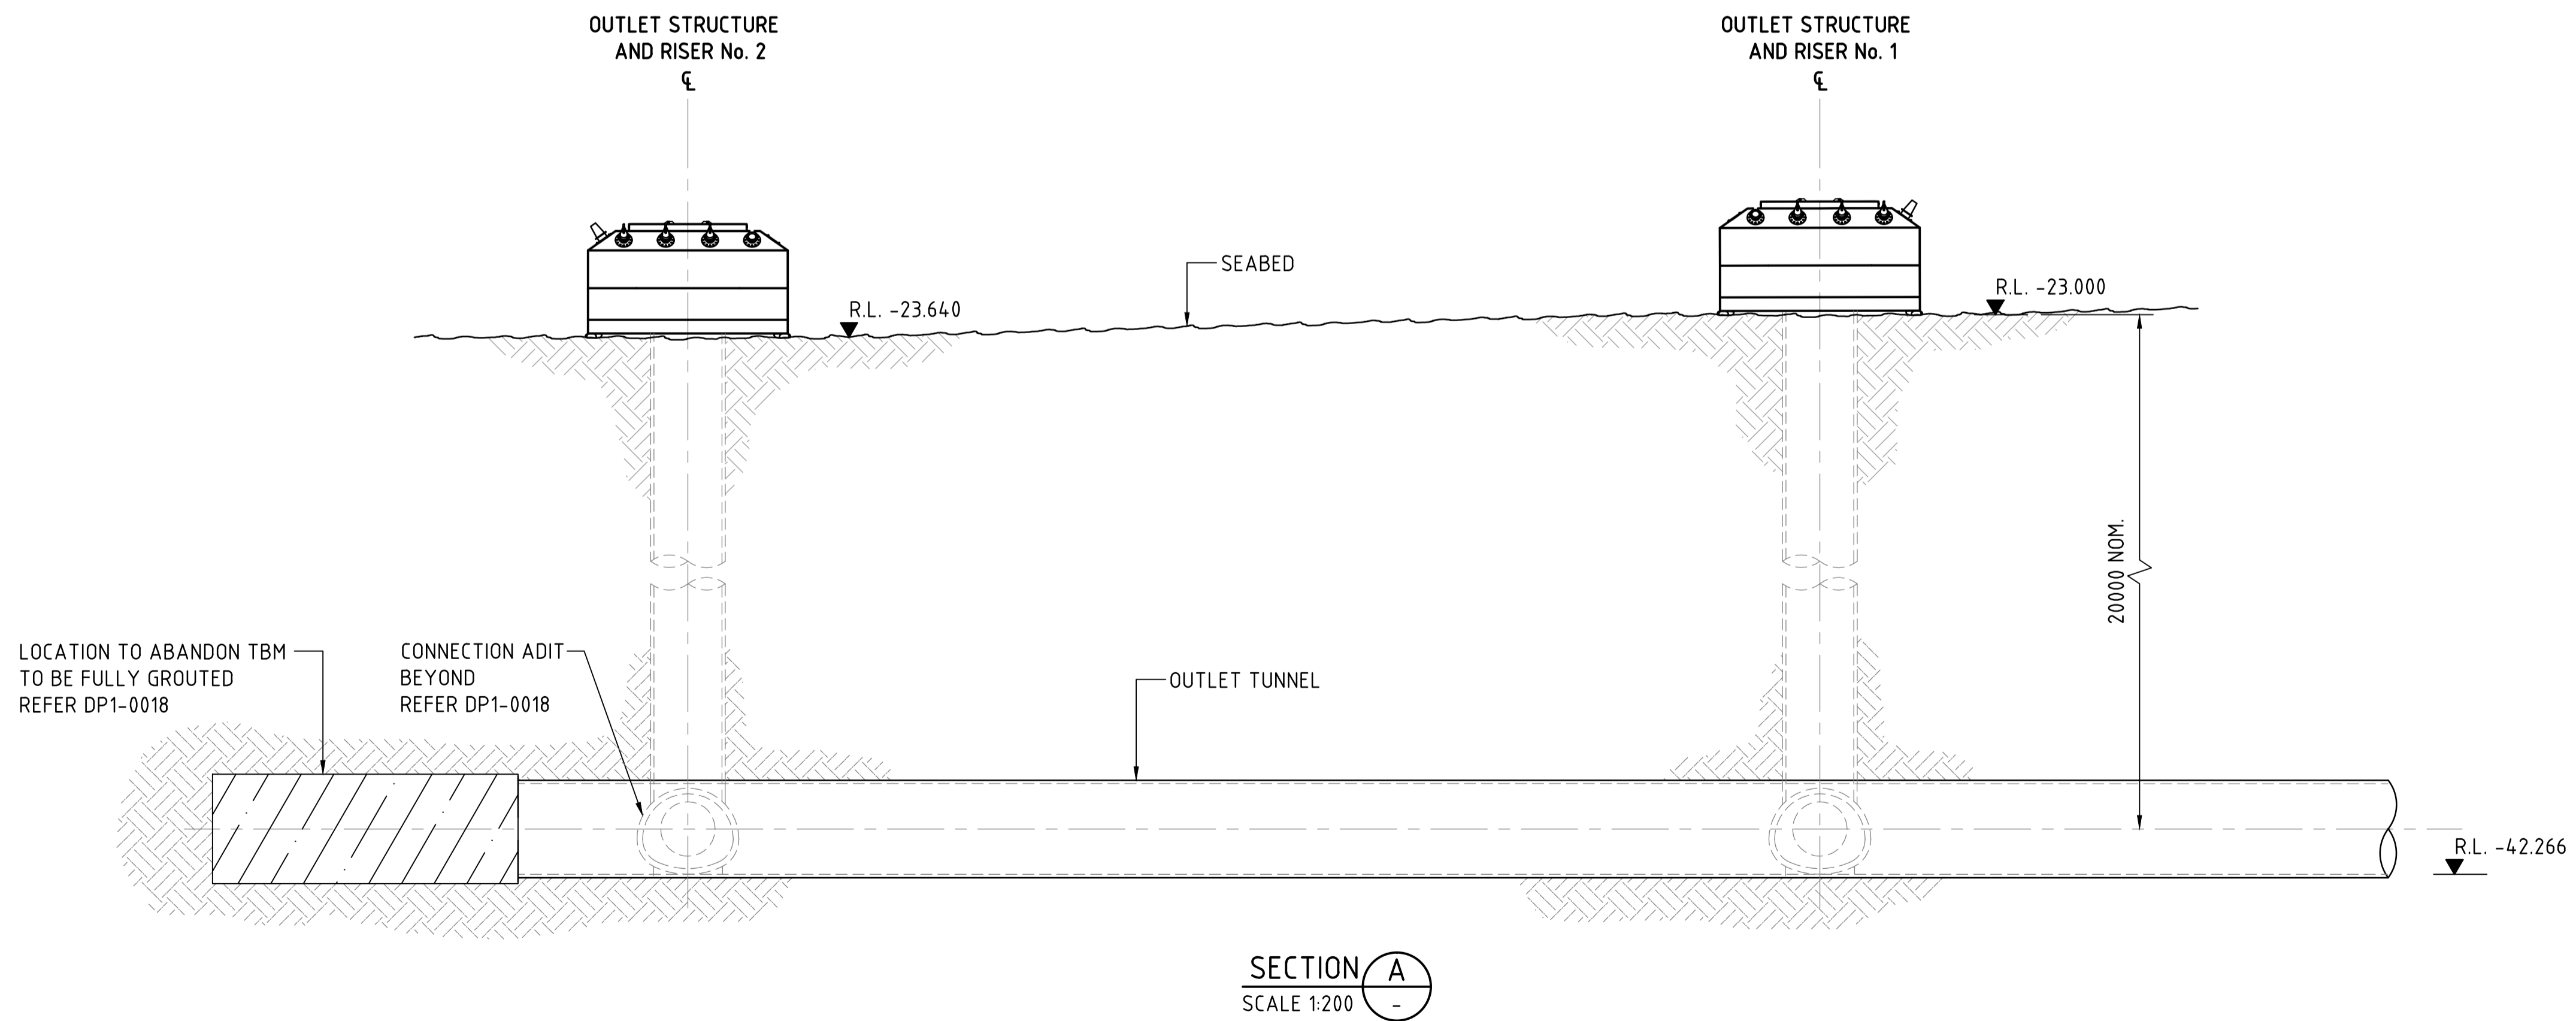 OUTLET STRUCTURE
AND RISER No. 2
℄
OUTLET STRUCTURE
AND RISER No. 1
℄
SEABED
R.L. -23.640
R.L. -23.000
20000 NOM.
LOCATION TO ABANDON TBM
TO BE FULLY GROUTED
REFER DP1-0018
CONNECTION ADIT
BEYOND
REFER DP1-0018
OUTLET TUNNEL
R.L. -42.266
SECTION A
SCALE 1:200 -